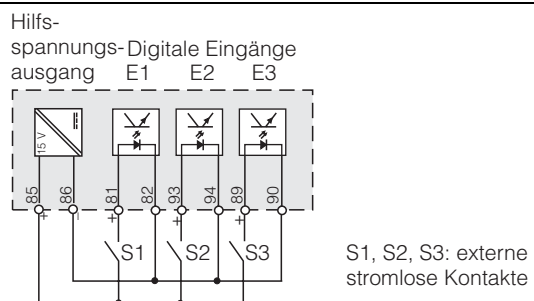 Hilfs-
spannungs- Digitale Eingänge
ausgang E1 E2 E3
15 V
85 86 81 82 93 94 89 90
+ – + + +
S1 S2 S3
S1, S2, S3: externe
stromlose Kontakte